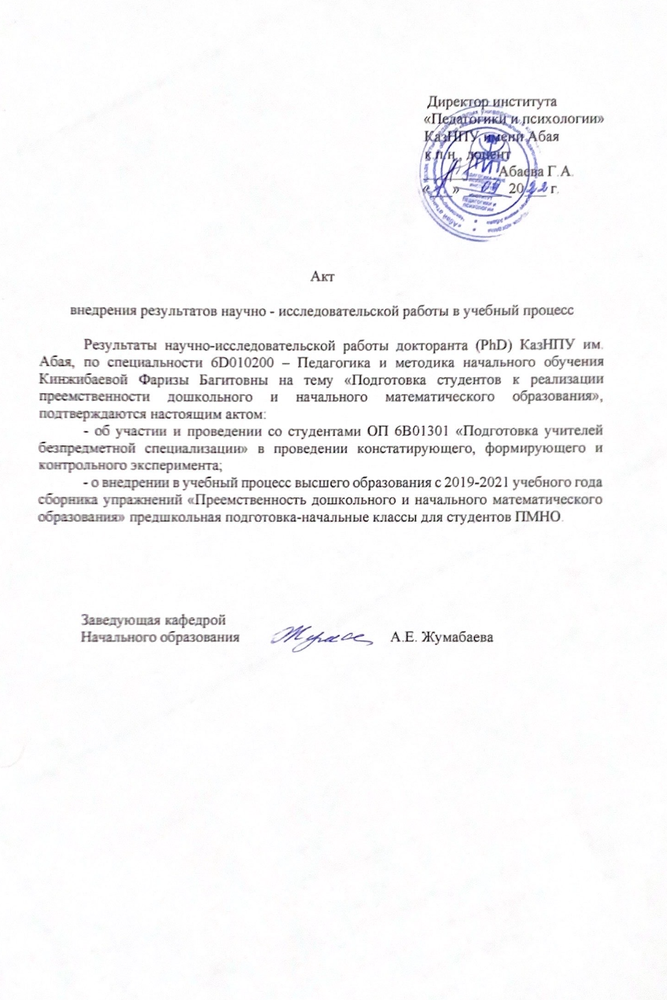 Директор института
«Педагогики и психологии»
КазНПУ имени Абая
к.п.н., доцент
Абаева Г.А.
« » 04 2022 г.
Акт
внедрения результатов научно - исследовательской работы в учебный процесс
Результаты научно-исследовательской работы докторанта (PhD) КазНПУ им.
Абая, по специальности 6D010200 – Педагогика и методика начального обучения
Кинжибаевой Фаризы Багитовны на тему «Подготовка студентов к реализации
преемственности дошкольного и начального математического образования»,
подтверждаются настоящим актом:
- об участии и проведении со студентами ОП 6В01301 «Подготовка учителей
безпредметной специализации» в проведении констатирующего, формирующего и
контрольного эксперимента;
- о внедрении в учебный процесс высшего образования с 2019-2021 учебного года
сборника упражнений «Преемственность дошкольного и начального математического
образования» предшкольная подготовка-начальные классы для студентов ПМНО.
Заведующая кафедрой
Начального образования А.Е. Жумабаева